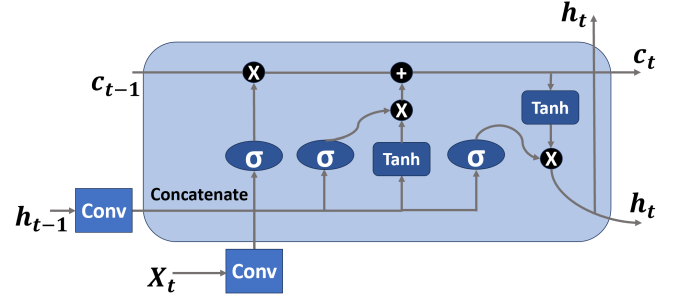 h_t
c_{t-1}
X
+
c_t
X
Tanh
σ
σ
Tanh
σ
X
Concatenate
h_{t-1}
Conv
h_t
X_t
Conv